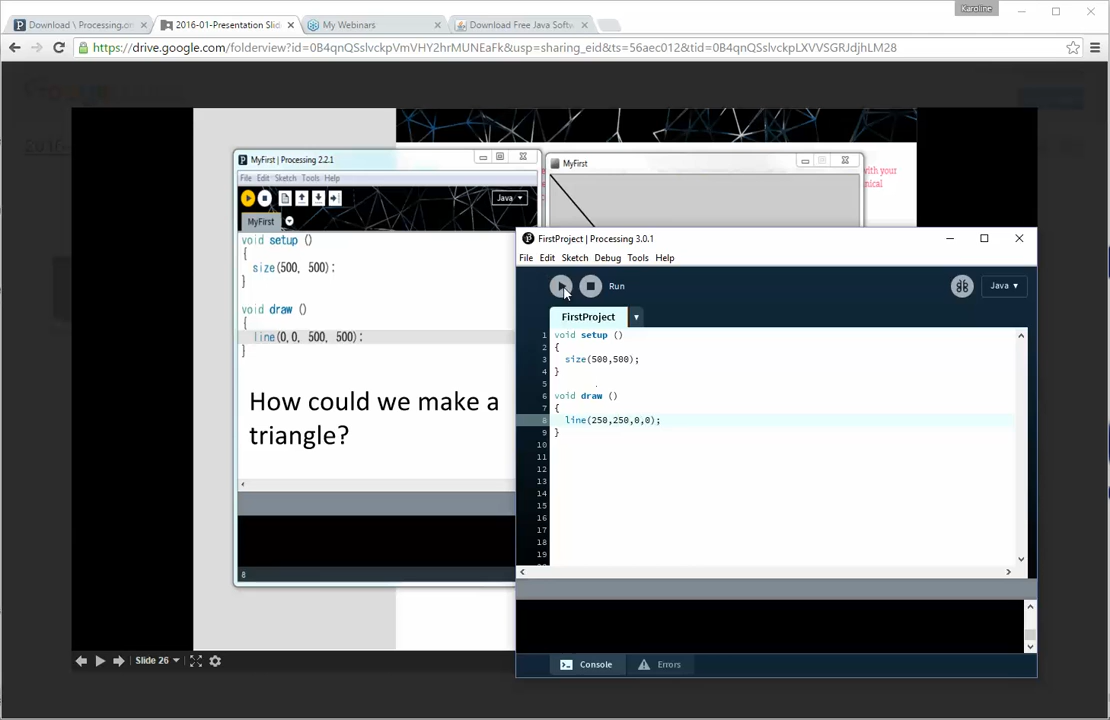 Karoline
Download \ Processing.or
2016-01-Presentation Slid
My Webinars
Download Free Java Softw
https://drive.google.com/folderview?id=0B4qnQSslvckpVmVHY2hrMUNEaFk&usp=sharing_eid&ts=56aec012&tid=0B4qnQSslvckpLXVVSGRJdjhLM28
MyFirst | Processing 2.2.1
File Edit Sketch Tools Help
Java
MyFirst
void setup ()
{
size(500, 500);
}
void draw ()
{
line(0,0, 500, 500);
}
How could we make a
triangle?
8
MyFirst
with your
nical
FirstProject | Processing 3.0.1
File Edit Sketch Debug Tools Help
Run
Java
FirstProject
1 void setup ()
2 {
3 size(500,500);
4 }
5
6 void draw ()
7 {
8 line(250,250,0,0);
9 }
10
11
12
13
14
15
16
17
18
19
Console
Errors
Slide 26